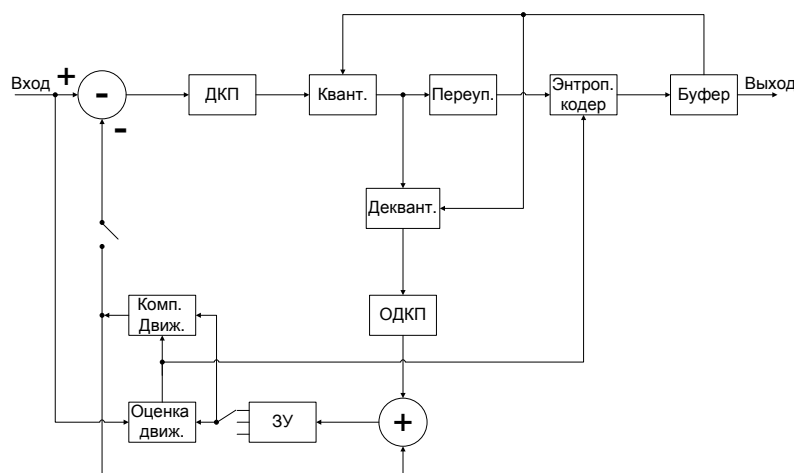 Вход
+
-
-
ДКП
Квант.
Переуп.
Энтроп.
кодер
Буфер
Выход
Деквант.
ОДКП
Комп.
Движ.
Оценка
движ.
ЗУ
+